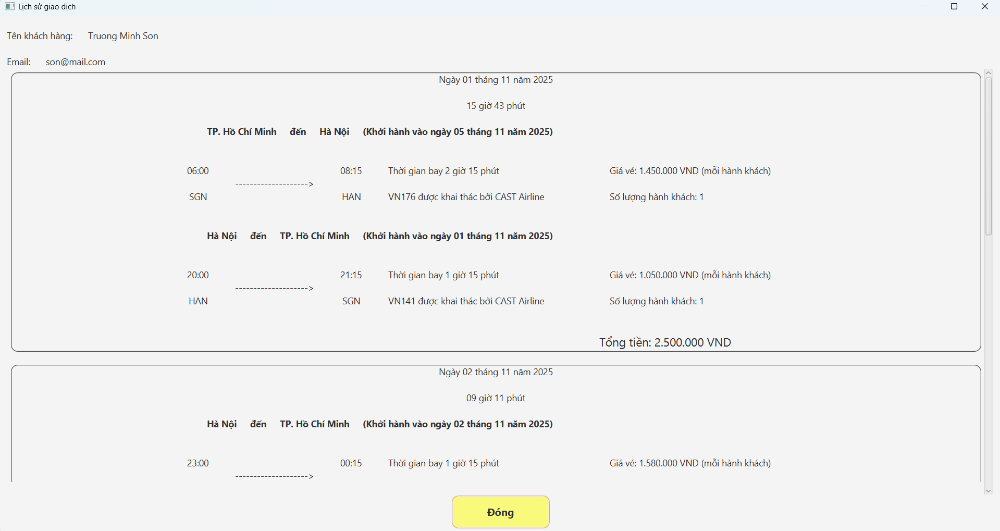 Lịch sử giao dịch
Tên khách hàng: Truong Minh Son
Email: son@mail.com
Ngày 01 tháng 11 năm 2025
15 giờ 43 phút
TP. Hồ Chí Minh đến Hà Nội (Khởi hành vào ngày 05 tháng 11 năm 2025)
06:00 08:15 Thời gian bay 2 giờ 15 phút Giá vé: 1.450.000 VND (mỗi hành khách)
-------------------->
SGN HAN VN176 được khai thác bởi CAST Airline Số lượng hành khách: 1
Hà Nội đến TP. Hồ Chí Minh (Khởi hành vào ngày 01 tháng 11 năm 2025)
20:00 21:15 Thời gian bay 1 giờ 15 phút Giá vé: 1.050.000 VND (mỗi hành khách)
-------------------->
HAN SGN VN141 được khai thác bởi CAST Airline Số lượng hành khách: 1
Tổng tiền: 2.500.000 VND
Ngày 02 tháng 11 năm 2025
09 giờ 11 phút
Hà Nội đến TP. Hồ Chí Minh (Khởi hành vào ngày 02 tháng 11 năm 2025)
23:00 00:15 Thời gian bay 1 giờ 15 phút Giá vé: 1.580.000 VND (mỗi hành khách)
-------------------->
Đóng